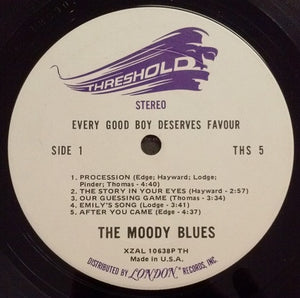 THRESHOLD
STEREO
EVERY GOOD BOY DESERVES FAVOUR
SIDE 1 THS 5
1. PROCESSION (Edge; Hayward; Lodge;
Pinder; Thomas - 4:40)
2. THE STORY IN YOUR EYES (Hayward - 2:57)
3. OUR GUESSING GAME (Thomas - 3:34)
4. EMILY'S SONG (Lodge - 3:41)
5. AFTER YOU CAME (Edge - 4:37)
THE MOODY BLUES
XZAL 10638P TH
Made in U.S.A.
DISTRIBUTED BY LONDON RECORDS, INC.